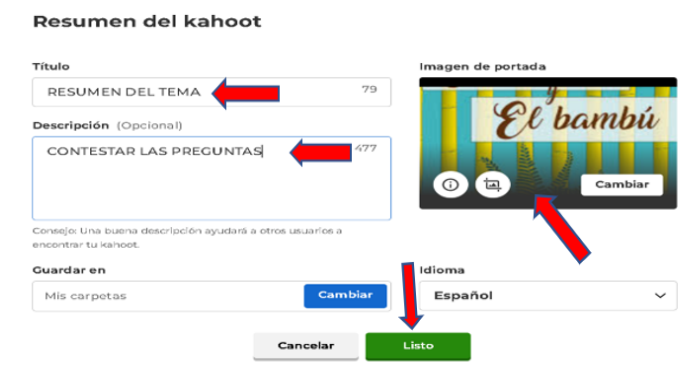 Resumen del kahoot
Título
RESUMEN DEL TEMA
79
Descripción (Opcional)
CONTESTAR LAS PREGUNTAS
477
Consejo: Una buena descripción ayudará a otros usuarios a
encontrar tu kahoot.
Guardar en
Mis carpetas
Cambiar
Imagen de portada
y
El bambú
Cambiar
Idioma
Español
Cancelar
Listo